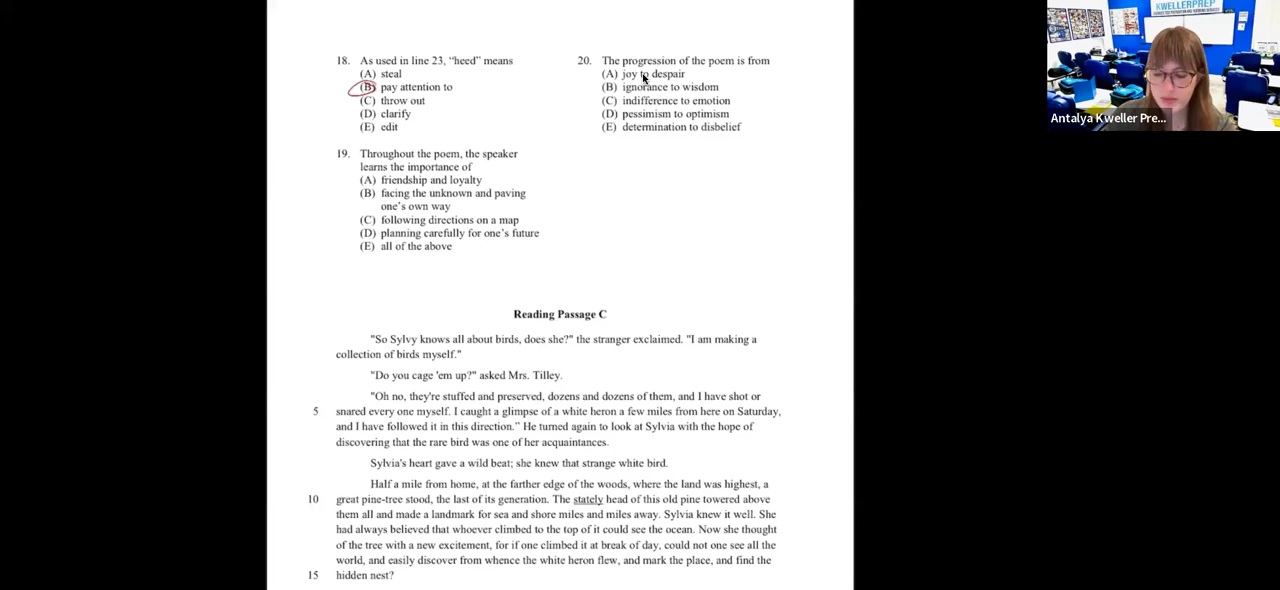 KWELLERPREP
Antalya Kweller Pre...
18. As used in line 23, “heed” means
(A) steal
(B) pay attention to
(C) throw out
(D) clarify
(E) edit
19. Throughout the poem, the speaker
learns the importance of
(A) friendship and loyalty
(B) facing the unknown and paving
one’s own way
(C) following directions on a map
(D) planning carefully for one’s future
(E) all of the above
20. The progression of the poem is from
(A) joy to despair
(B) ignorance to wisdom
(C) indifference to emotion
(D) pessimism to optimism
(E) determination to disbelief
Reading Passage C
"So Sylvy knows all about birds, does she?" the stranger exclaimed. "I am making a
collection of birds myself."
"Do you cage 'em up?" asked Mrs. Tilley.
"Oh no, they're stuffed and preserved, dozens and dozens of them, and I have shot or
5 snared every one myself. I caught a glimpse of a white heron a few miles from here on Saturday,
and I have followed it in this direction.” He turned again to look at Sylvia with the hope of
discovering that the rare bird was one of her acquaintances.
Sylvia's heart gave a wild beat; she knew that strange white bird.
Half a mile from home, at the farther edge of the woods, where the land was highest, a
10 great pine-tree stood, the last of its generation. The stately head of this old pine towered above
them all and made a landmark for sea and shore miles and miles away. Sylvia knew it well. She
had always believed that whoever climbed to the top of it could see the ocean. Now she thought
of the tree with a new excitement, for if one climbed it at break of day, could not one see all the
world, and easily discover from whence the white heron flew, and mark the place, and find the
15 hidden nest?